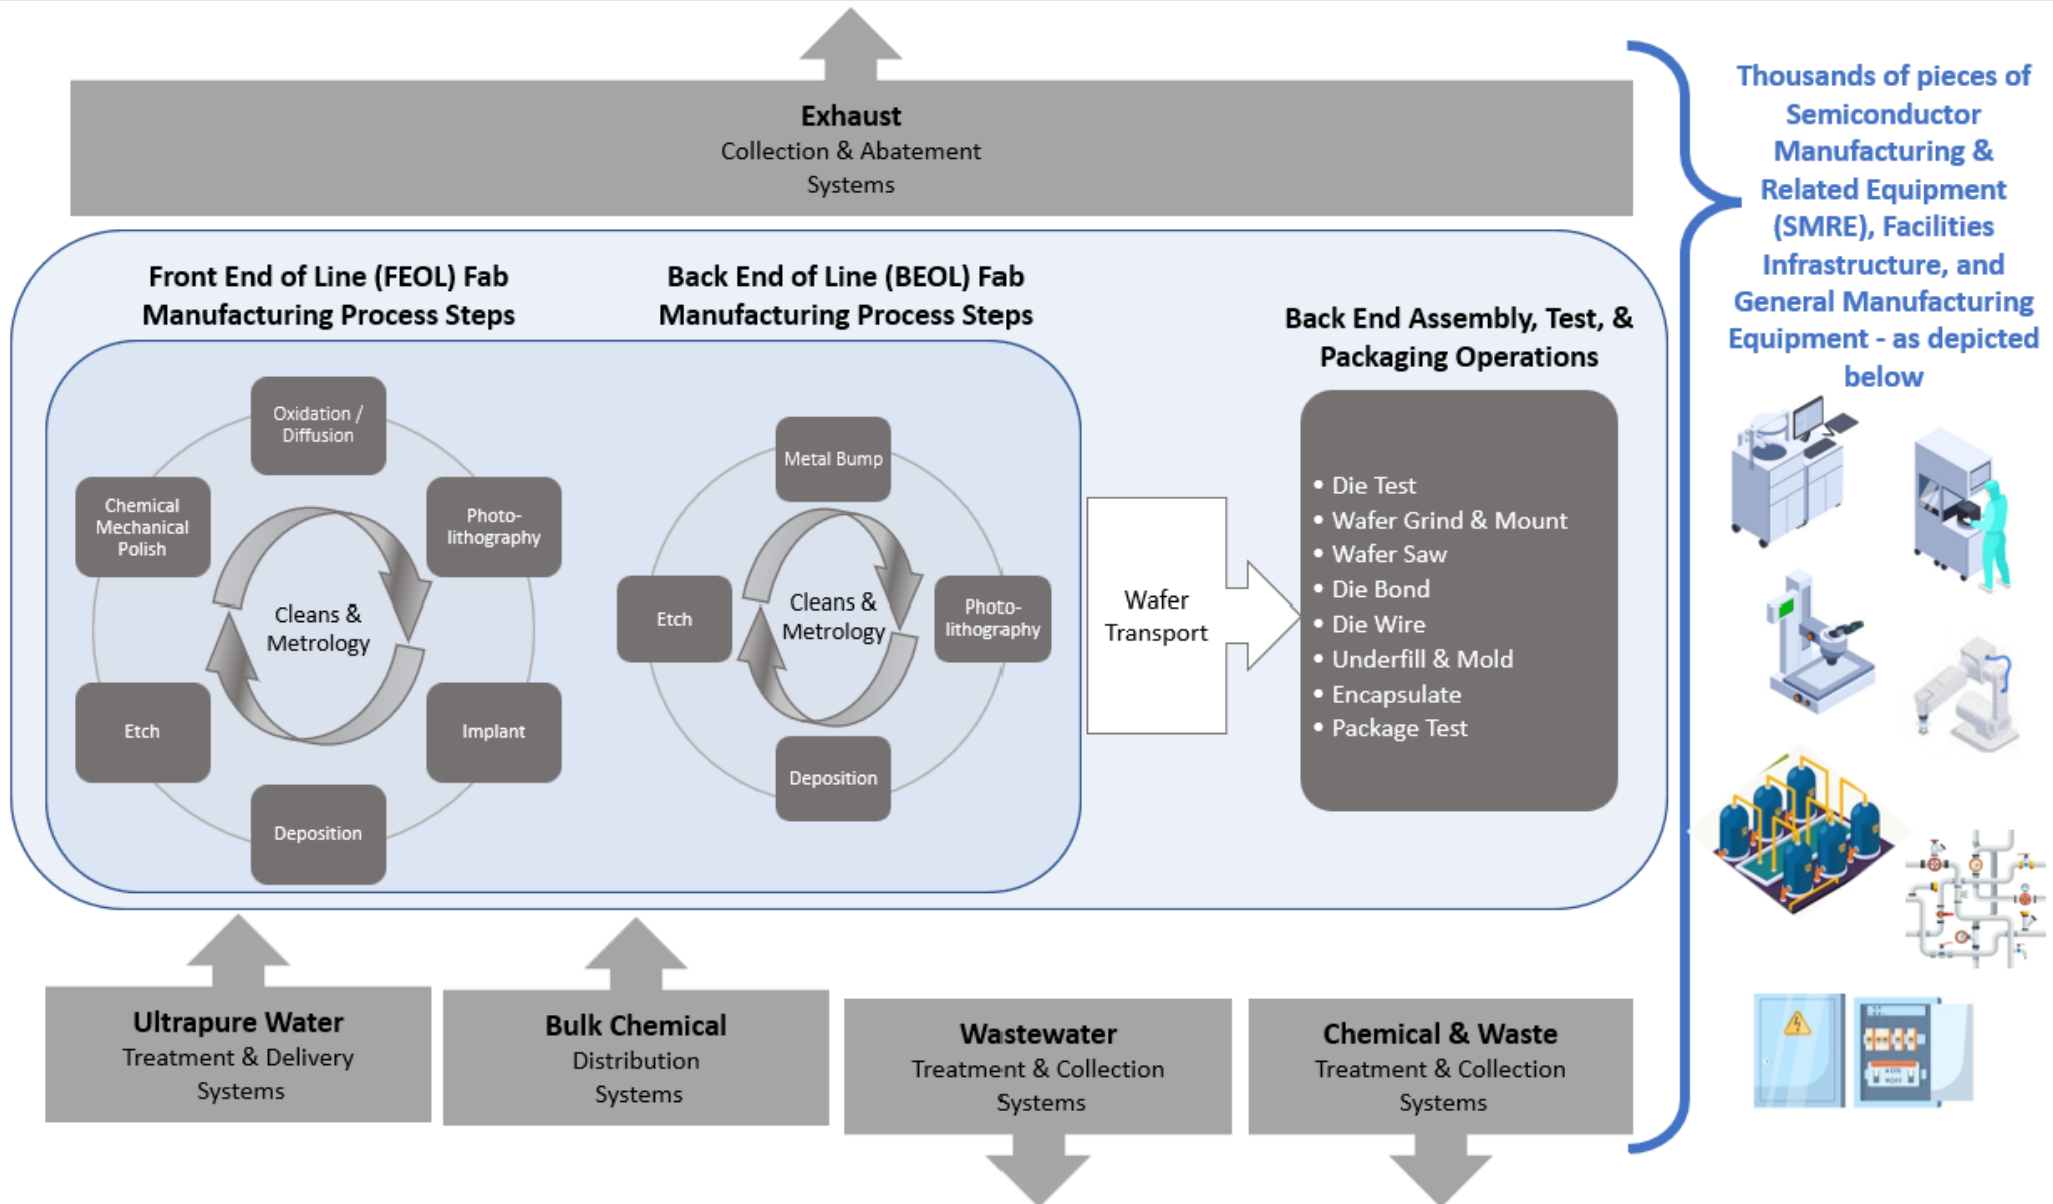 Exhaust
Collection & Abatement
Systems
Thousands of pieces of
Semiconductor
Manufacturing &
Related Equipment
(SMRE), Facilities
Infrastructure, and
General Manufacturing
Equipment - as depicted
below
Front End of Line (FEOL) Fab
Manufacturing Process Steps
Oxidation /
Diffusion
Photo-
lithography
Implant
Deposition
Etch
Chemical
Mechanical
Polish
Cleans &
Metrology
Back End of Line (BEOL) Fab
Manufacturing Process Steps
Metal Bump
Photo-
lithography
Deposition
Etch
Cleans &
Metrology
Wafer
Transport
Back End Assembly, Test, &
Packaging Operations
• Die Test
• Wafer Grind & Mount
• Wafer Saw
• Die Bond
• Die Wire
• Underfill & Mold
• Encapsulate
• Package Test
Ultrapure Water
Treatment & Delivery
Systems
Bulk Chemical
Distribution
Systems
Wastewater
Treatment & Collection
Systems
Chemical & Waste
Treatment & Collection
Systems
ON
OFF